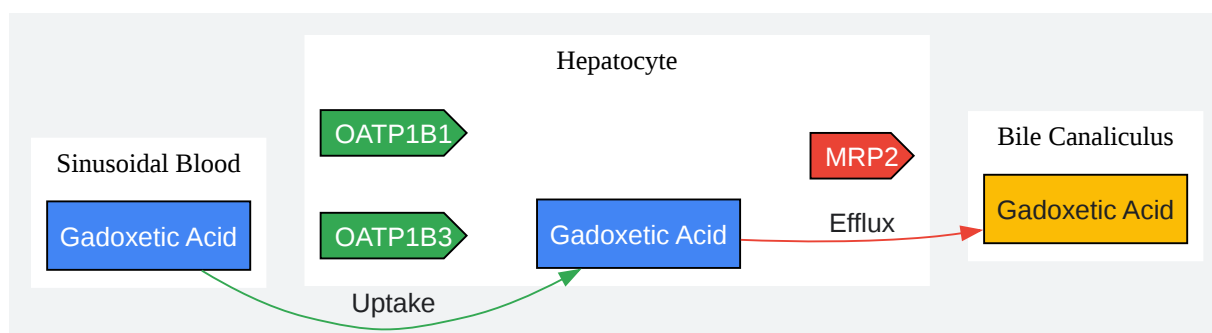 Sinusoidal Blood
Gadoxetic Acid
Uptake
Hepatocyte
OATP1B1
OATP1B3
Gadoxetic Acid
MRP2
Efflux
Bile Canaliculus
Gadoxetic Acid